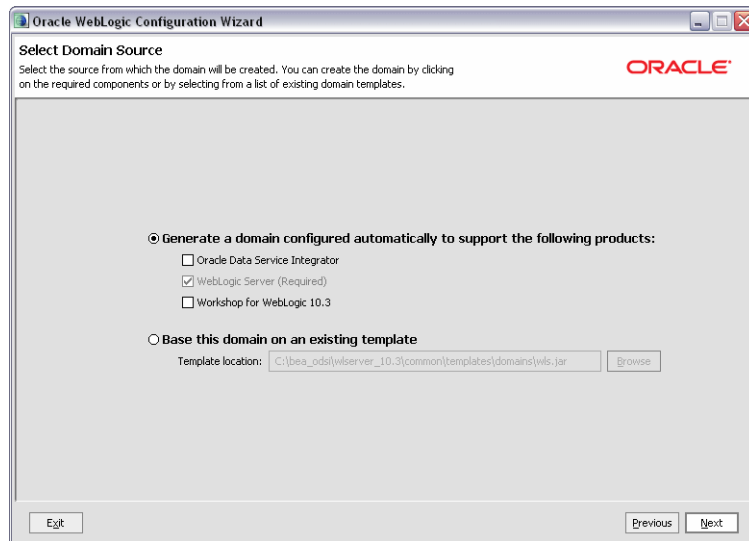 Oracle WebLogic Configuration Wizard
Select Domain Source
Select the source from which the domain will be created. You can create the domain by clicking
on the required components or by selecting from a list of existing domain templates.
ORACLE
Generate a domain configured automatically to support the following products:
Oracle Data Service Integrator
WebLogic Server (Required)
Workshop for WebLogic 10.3
Base this domain on an existing template
Template location: C:\bea_odsi\wlserver_10.3\common\templates\domains\wls.jar Browse
Exit Previous Next